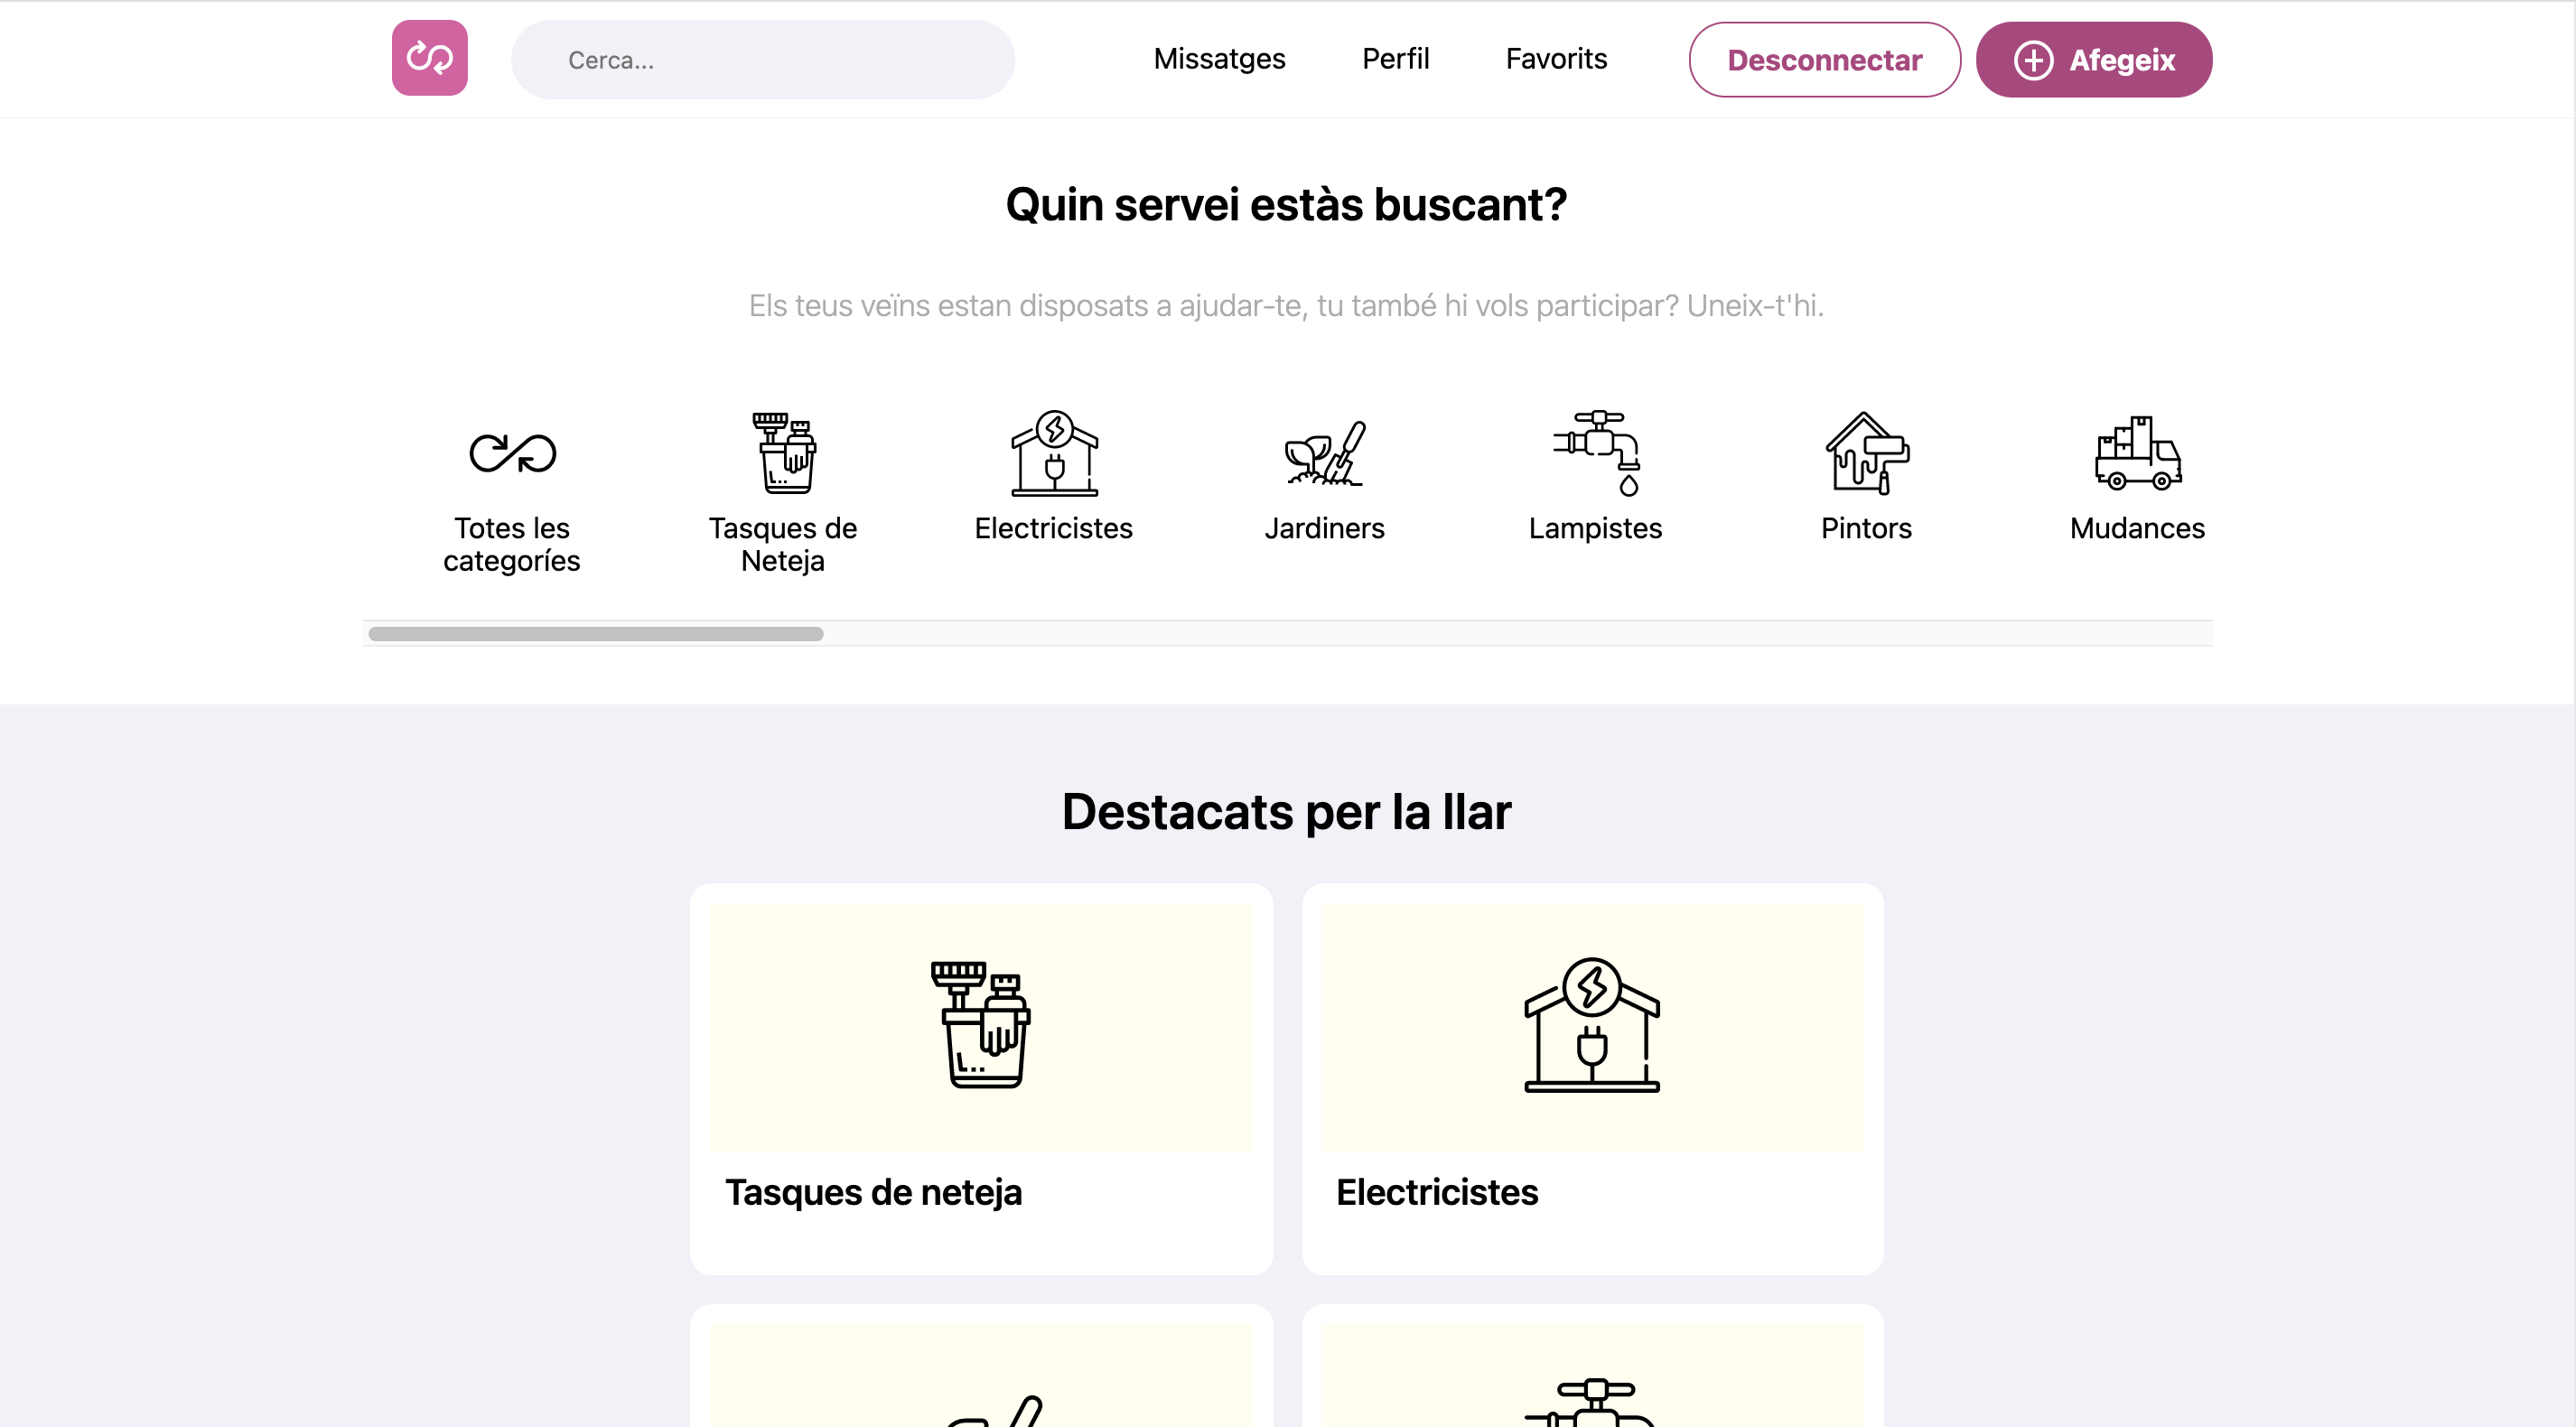 Cerca...
Missatges
Perfil
Favorits
Desconnectar
Afegeix
Quin servei estàs buscant?
Els teus veïns estan disposats a ajudar-te, tu també hi vols participar? Uneix-t'hi.
Totes les
categoríes
Tasques de
Neteja
Electricistes
Jardiners
Lampistes
Pintors
Mudances
Destacats per la llar
Tasques de neteja
Electricistes